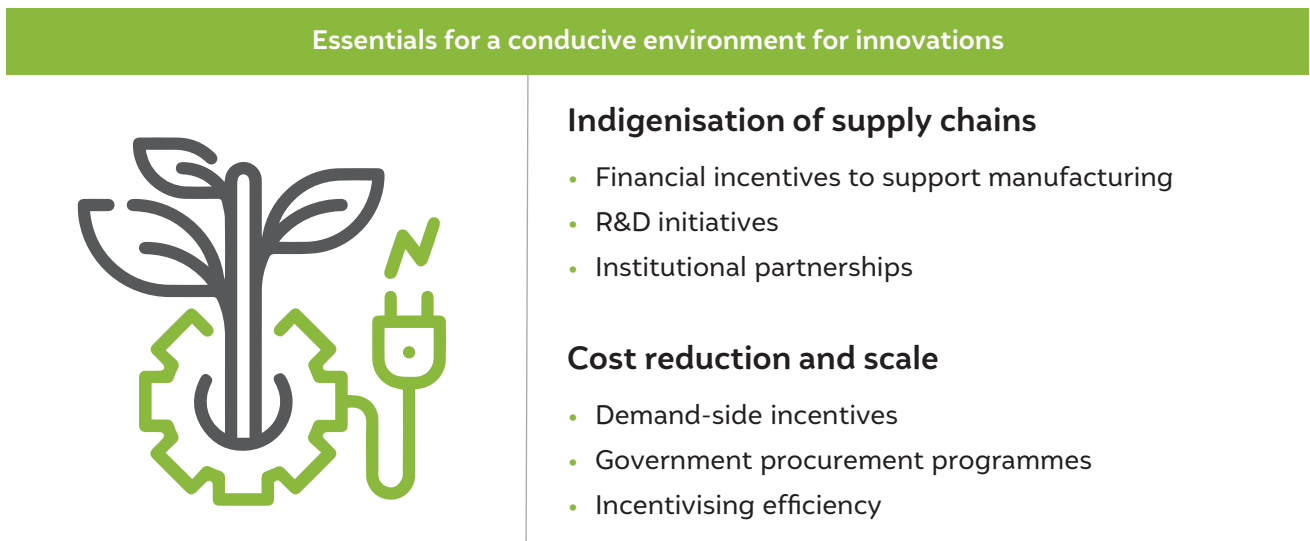 Essentials for a conducive environment for innovations
Indigenisation of supply chains
• Financial incentives to support manufacturing
• R&D initiatives
• Institutional partnerships
Cost reduction and scale
• Demand-side incentives
• Government procurement programmes
• Incentivising efficiency